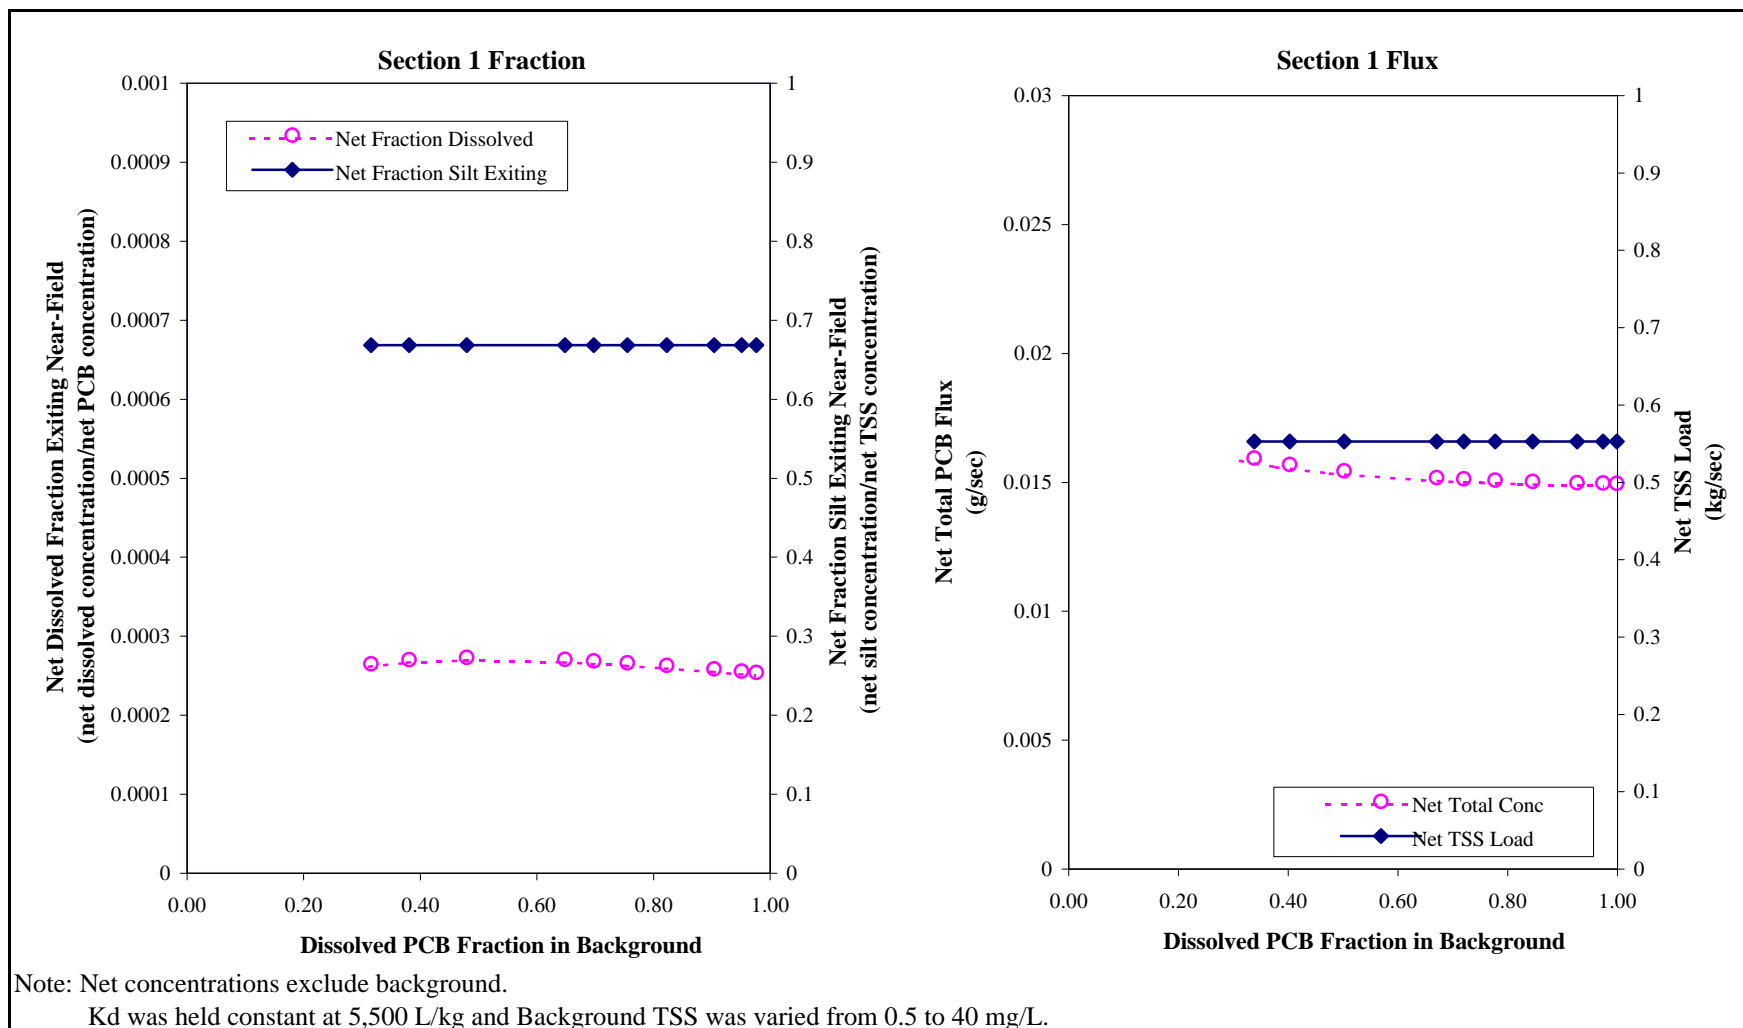 Section 1 Fraction
0.001
0.0009
0.0008
0.0007
0.0006
0.0005
0.0004
0.0003
0.0002
0.0001
0
1
0.9
0.8
0.7
0.6
0.5
0.4
0.3
0.2
0.1
0
Net Fraction Dissolved
Net Fraction Silt Exiting
Net Dissolved Fraction Exiting Near-Field
(net dissolved concentration/net PCB concentration)
Net Fraction Silt Exiting Near-Field
(net silt concentration/net TSS concentration)
0.00 0.20 0.40 0.60 0.80 1.00
Dissolved PCB Fraction in Background
Section 1 Flux
0.03
0.025
0.02
0.015
0.01
0.005
0
1
0.9
0.8
0.7
0.6
0.5
0.4
0.3
0.2
0.1
0
Net Total PCB Flux
(g/sec)
Net TSS Load
(kg/sec)
Net Total Conc
Net TSS Load
0.00 0.20 0.40 0.60 0.80 1.00
Dissolved PCB Fraction in Background
Note: Net concentrations exclude background.
Kd was held constant at 5,500 L/kg and Background TSS was varied from 0.5 to 40 mg/L.